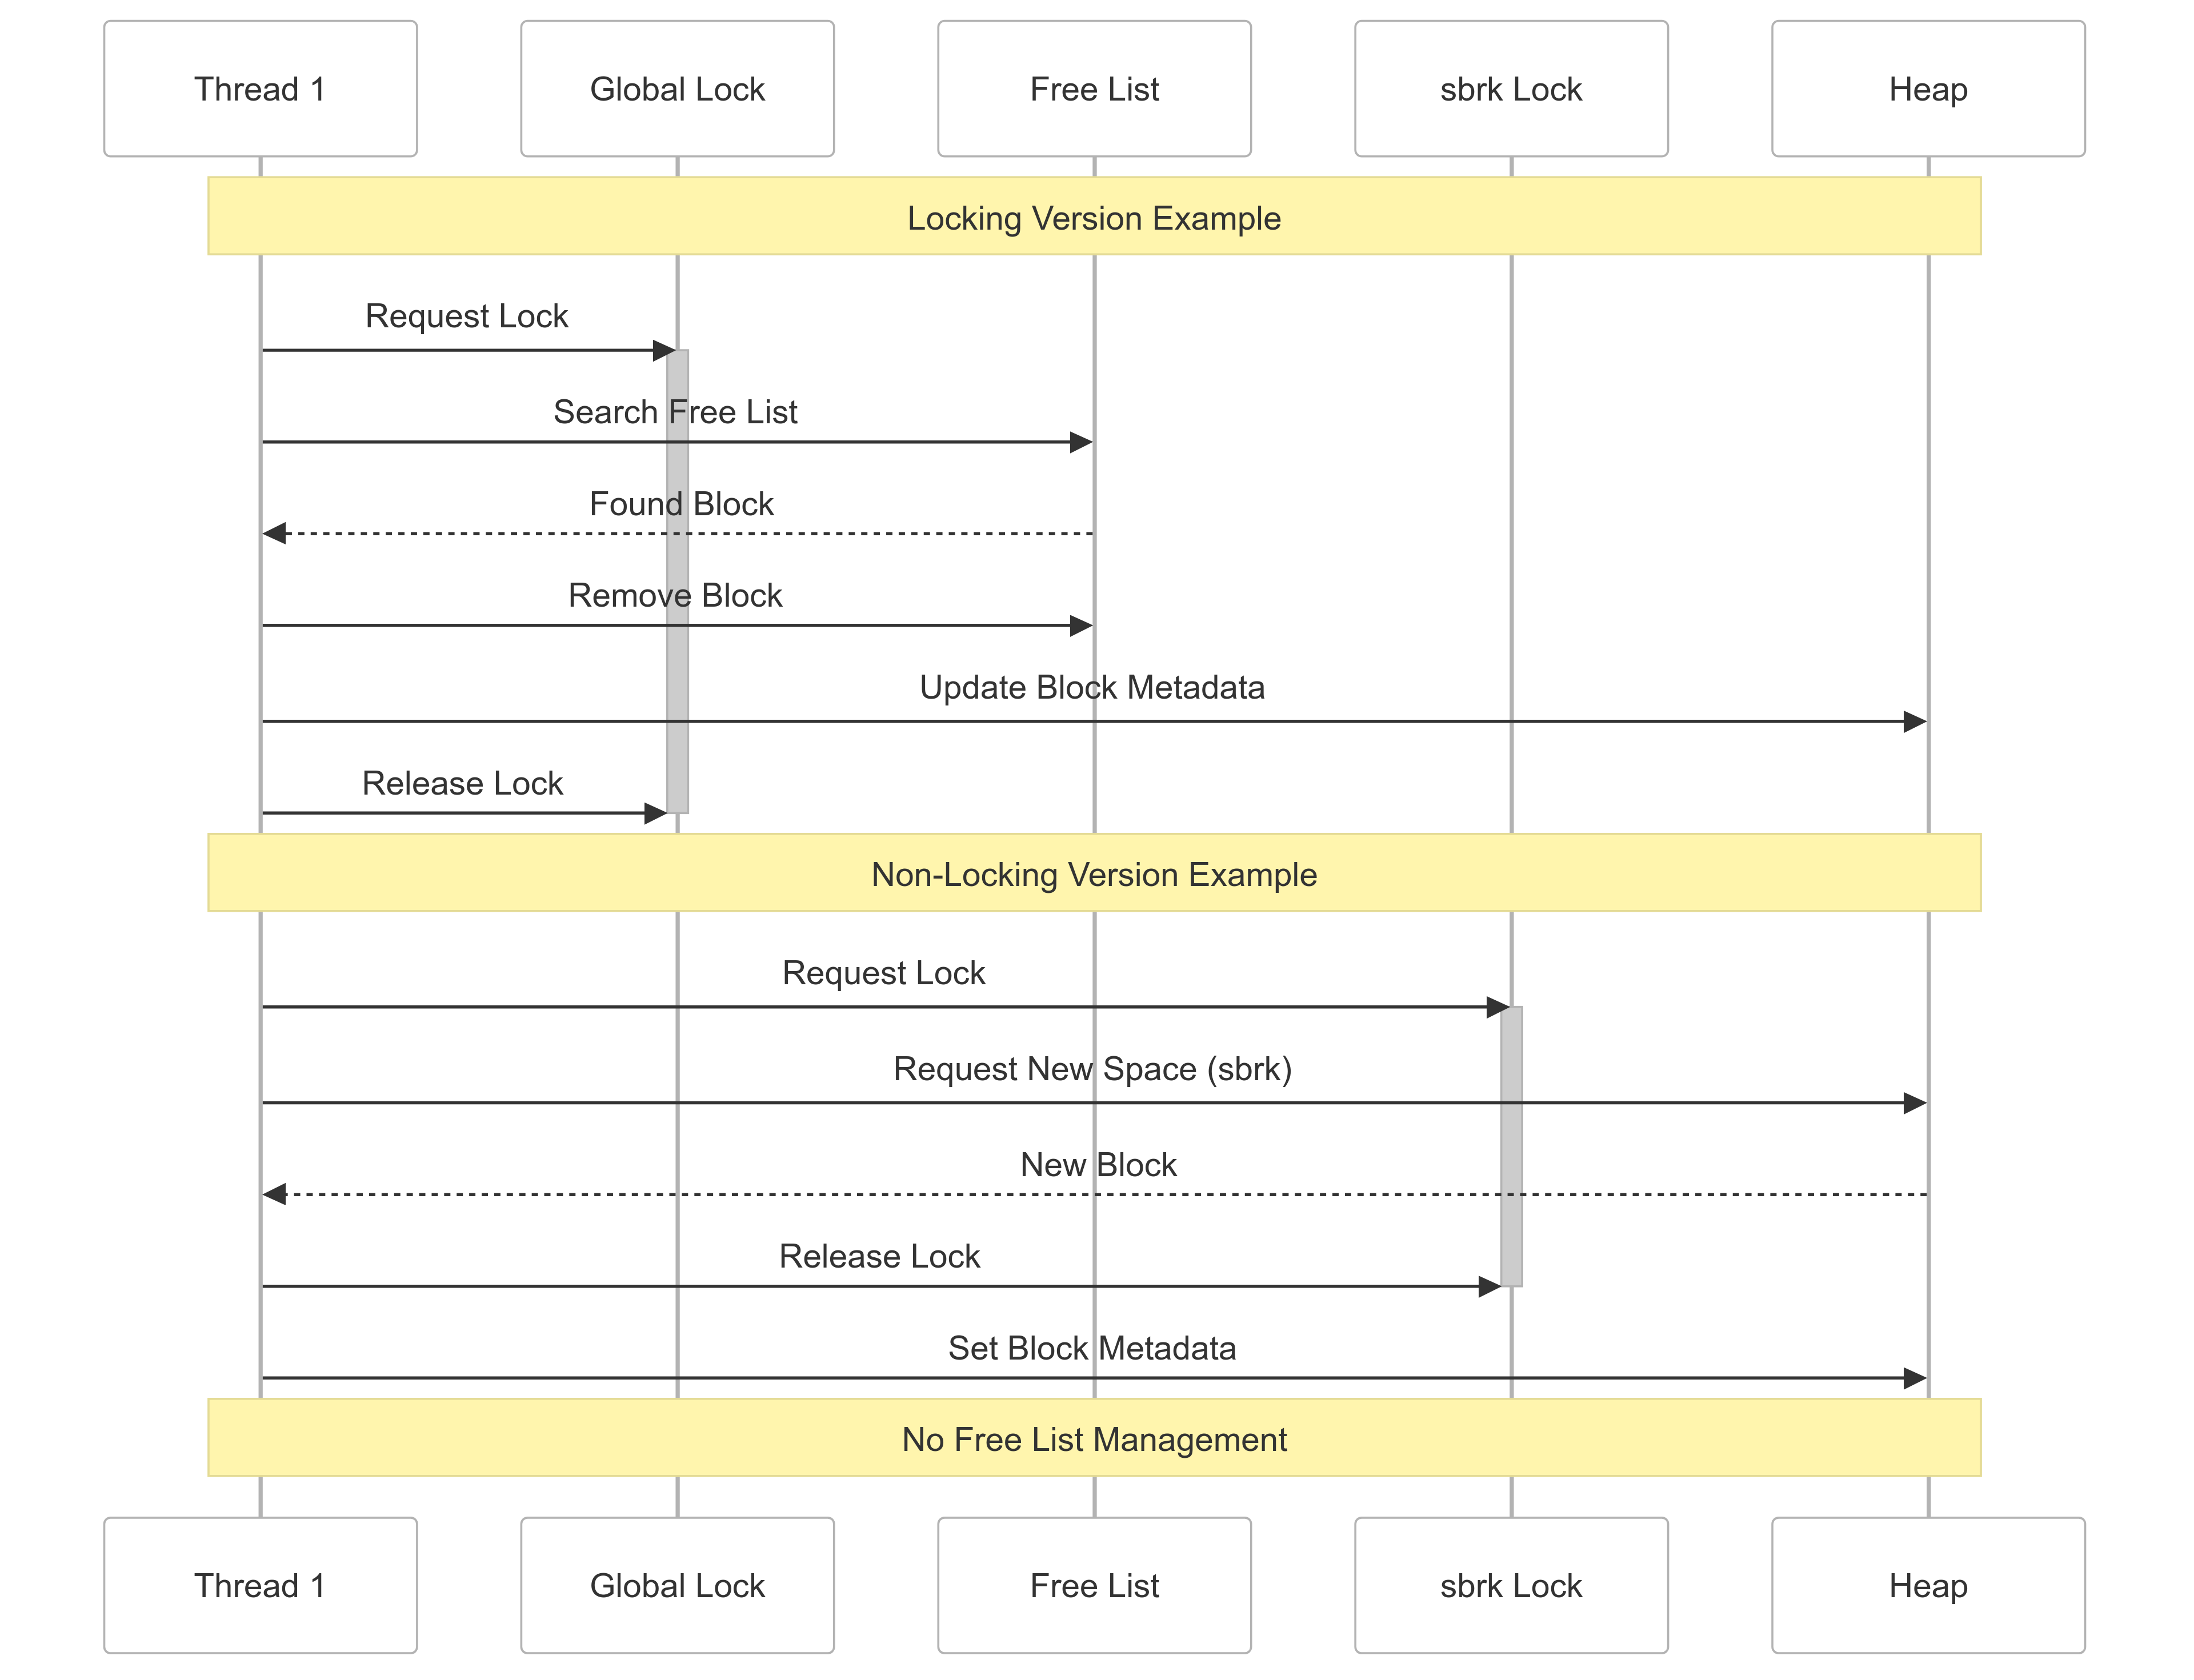 Thread 1
Global Lock
Free List
sbrk Lock
Heap
Locking Version Example
Request Lock
Search Free List
Found Block
Remove Block
Update Block Metadata
Release Lock
Non-Locking Version Example
Request Lock
Request New Space (sbrk)
New Block
Release Lock
Set Block Metadata
No Free List Management
Thread 1
Global Lock
Free List
sbrk Lock
Heap